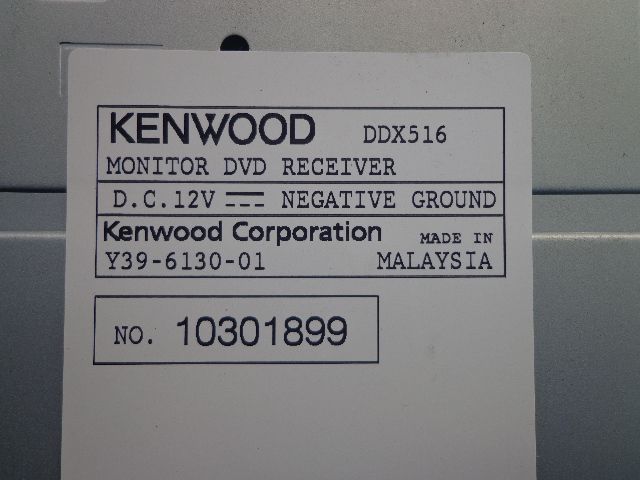 KENWOOD DDX516
MONITOR DVD RECEIVER
D.C.12V ⎓ NEGATIVE GROUND
Kenwood Corporation MADE IN
Y39-6130-01 MALAYSIA
NO. 10301899